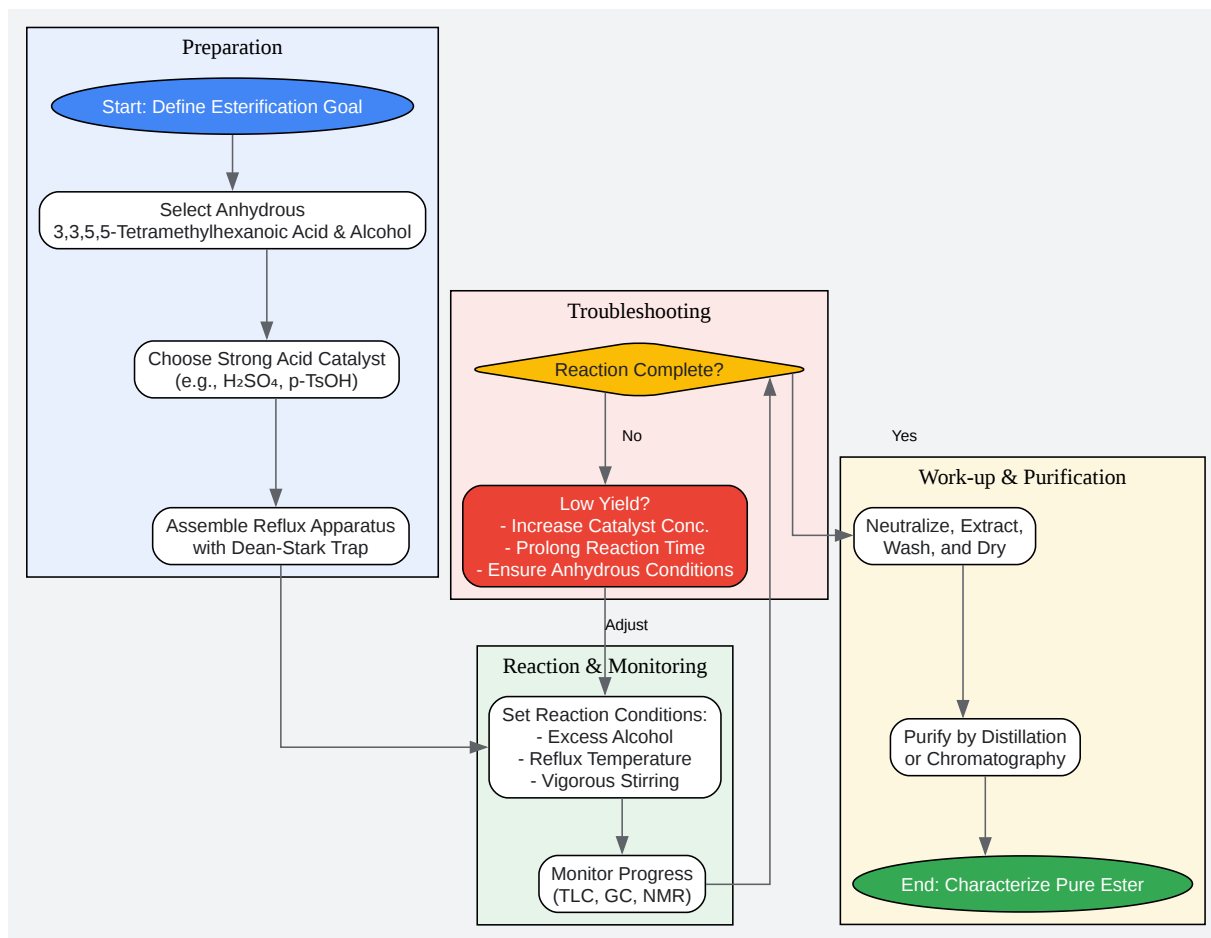 Preparation
Start: Define Esterification Goal
Select Anhydrous
3,3,5,5-Tetramethylhexanoic Acid & Alcohol
Choose Strong Acid Catalyst
(e.g., H₂SO₄, p-TsOH)
Assemble Reflux Apparatus
with Dean-Stark Trap
Troubleshooting
Reaction Complete?
No
Low Yield?
- Increase Catalyst Conc.
- Prolong Reaction Time
- Ensure Anhydrous Conditions
Adjust
Reaction & Monitoring
Set Reaction Conditions:
- Excess Alcohol
- Reflux Temperature
- Vigorous Stirring
Monitor Progress
(TLC, GC, NMR)
Yes
Work-up & Purification
Neutralize, Extract,
Wash, and Dry
Purify by Distillation
or Chromatography
End: Characterize Pure Ester